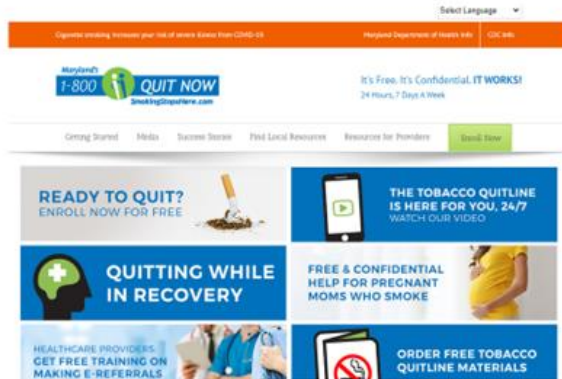 Select Language
Cigarette smoking increases your risk of severe illness from COVID-19
Maryland Department of Health Info
CDC Info
Maryland's
1-800 QUIT NOW
SmokingStopsHere.com
It's Free. It's Confidential. IT WORKS!
24 Hours, 7 Days A Week
Getting Started
Media
Success Stories
Find Local Resources
Resources for Providers
Enroll Now
READY TO QUIT?
ENROLL NOW FOR FREE
THE TOBACCO QUITLINE
IS HERE FOR YOU, 24/7
WATCH OUR VIDEO
QUITTING WHILE
IN RECOVERY
FREE & CONFIDENTIAL
HELP FOR PREGNANT
MOMS WHO SMOKE
HEALTHCARE PROVIDERS
GET FREE TRAINING ON
MAKING E-REFERRALS
ORDER FREE TOBACCO
QUITLINE MATERIALS